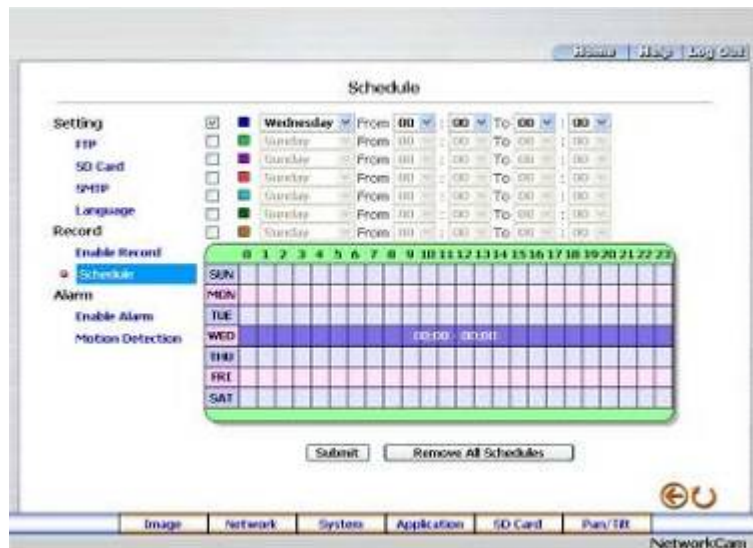 Home | Help | Log Out
Schedule
Setting
FTP
SD Card
SMTP
Language
Record
Enable Record
Schedule
Alarm
Enable Alarm
Motion Detection
Wednesday From 00 : 00 To 00 : 00
Sunday From 00 : 00 To 00 : 00
Sunday From 00 : 00 To 00 : 00
Sunday From 00 : 00 To 00 : 00
Sunday From 00 : 00 To 00 : 00
Sunday From 00 : 00 To 00 : 00
Sunday From 00 : 00 To 00 : 00
0 1 2 3 4 5 6 7 8 9 10 11 12 13 14 15 16 17 18 19 20 21 22 23
SUN
MON
TUE
WED 00:00 - 00:00
THU
FRI
SAT
Submit Remove All Schedules
Image Network System Application SD Card Pan/Tilt
NetworkCam